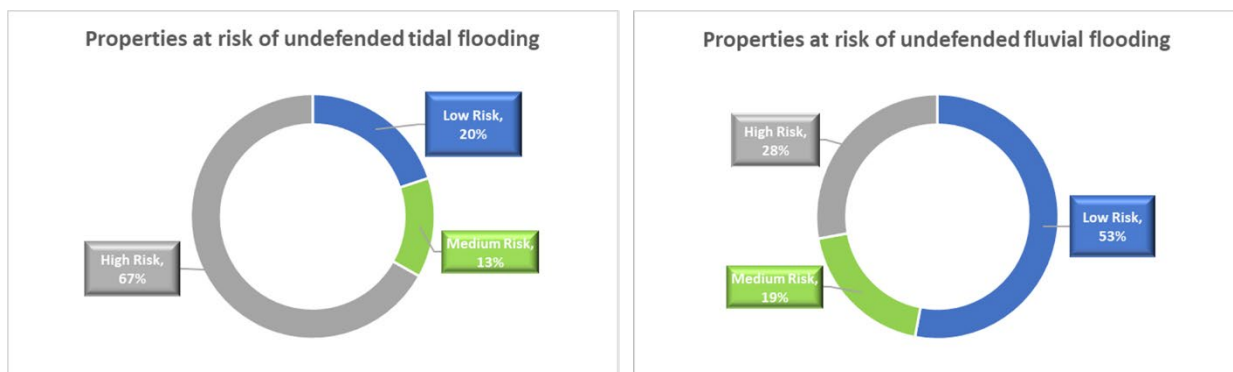 Properties at risk of undefended tidal flooding
Low Risk,
20%
Medium Risk,
13%
High Risk,
67%
Properties at risk of undefended fluvial flooding
High Risk,
28%
Low Risk,
53%
Medium Risk,
19%